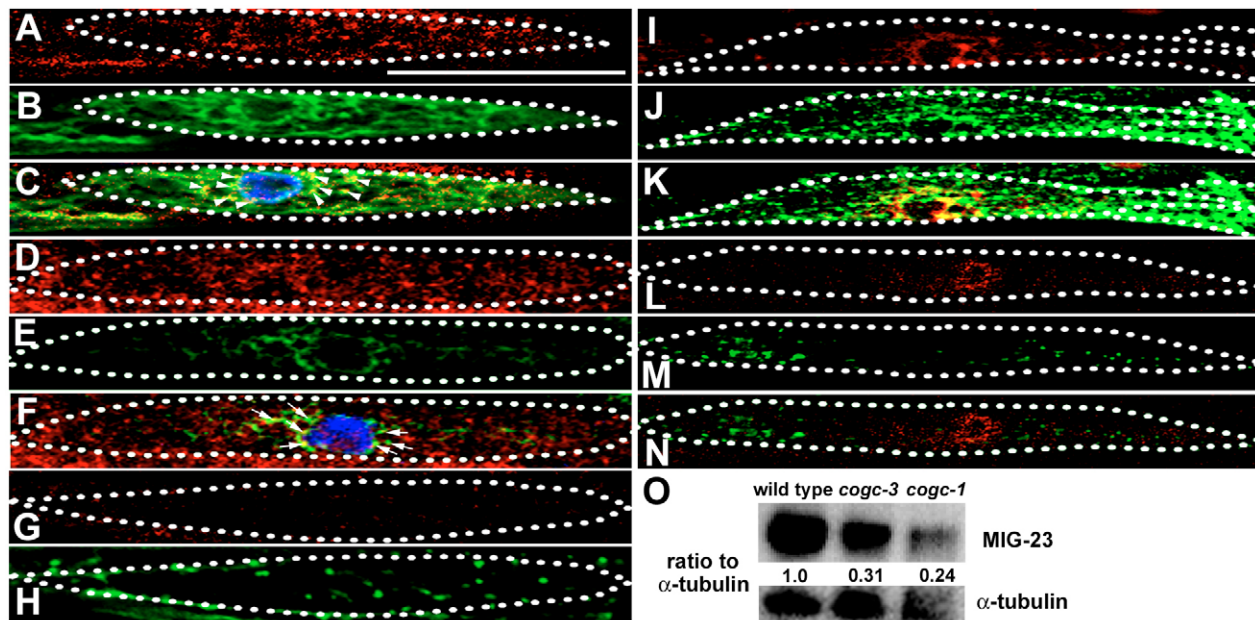 A
B
C
D
E
F
G
H
I
J
K
L
M
N
O
wild type cogc-3 cogc-1
MIG-23
ratio to
α-tubulin
1.0 0.31 0.24
α-tubulin